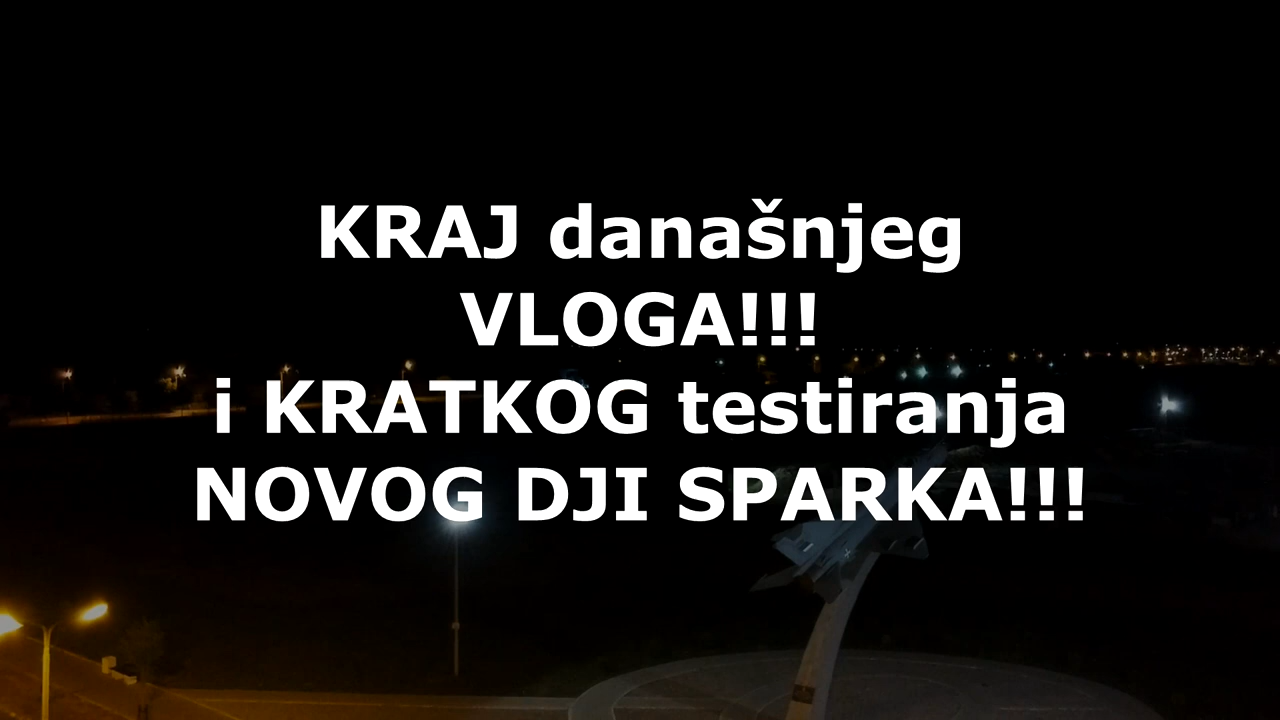 KRAJ današnjeg
VLOGA!!!
i KRATKOG testiranja
NOVOG DJI SPARKA!!!